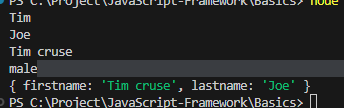 PS C:\Project\JavaScript-Framework\Basics> node
Tim
Joe
Tim cruse
male
{ firstname: 'Tim cruse', lastname: 'Joe' }
PS C:\Project\JavaScript-Framework\Basics>